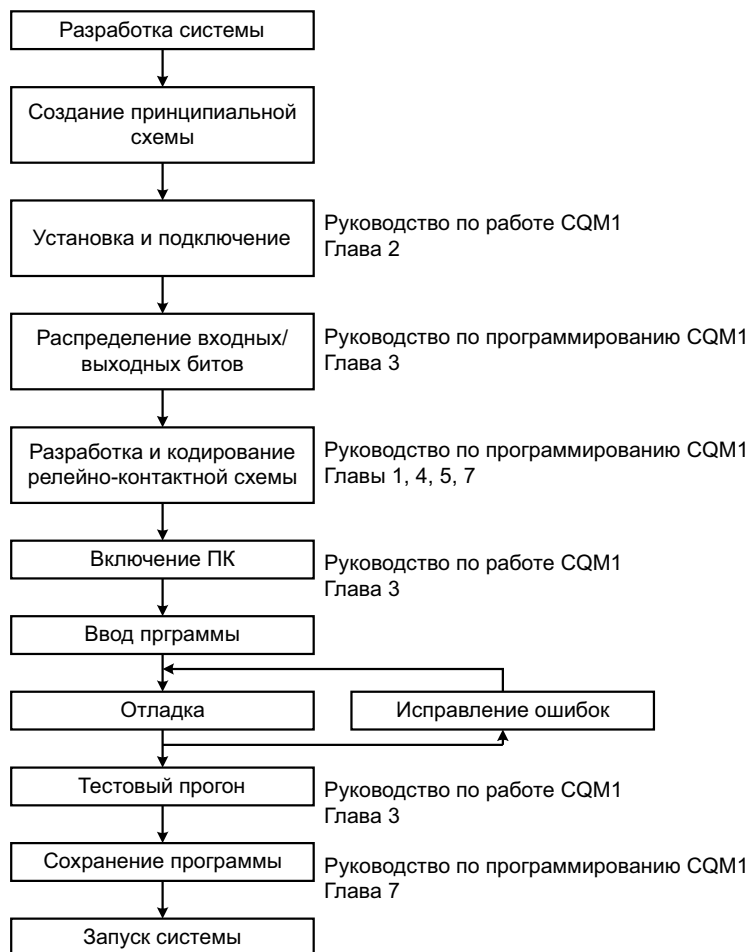 Разработка системы
Создание принципиальной
схемы
Установка и подключение
Руководство по работе CQM1
Глава 2
Распределение входных/
выходных битов
Руководство по программированию CQM1
Глава 3
Разработка и кодирование
релейно-контактной схемы
Руководство по программированию CQM1
Главы 1, 4, 5, 7
Включение ПК
Руководство по работе CQM1
Глава 3
Ввод прграммы
Отладка
Исправление ошибок
Тестовый прогон
Руководство по работе CQM1
Глава 3
Сохранение программы
Руководство по программированию CQM1
Глава 7
Запуск системы